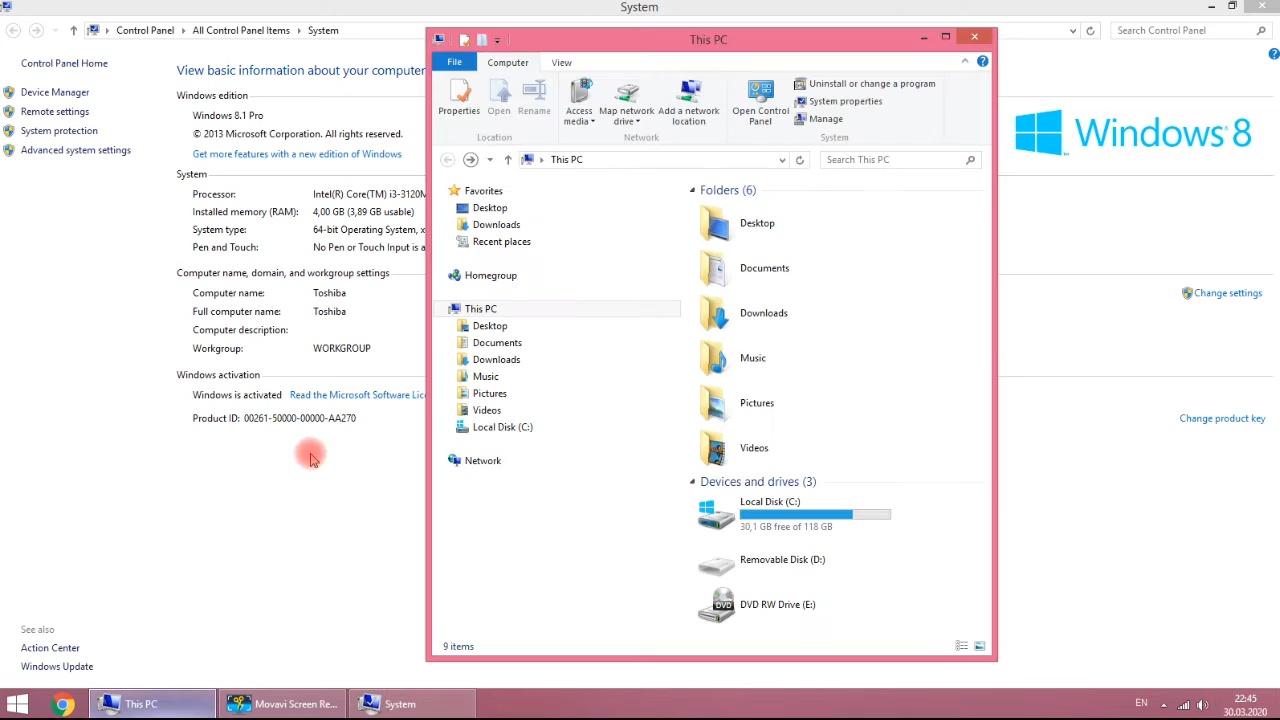 System
Control Panel
All Control Panel Items
System
Search Control Panel
Control Panel Home
Device Manager
Remote settings
System protection
Advanced system settings
View basic information about your computer
Windows edition
Windows 8.1 Pro
© 2013 Microsoft Corporation. All rights reserved.
Get more features with a new edition of Windows
System
Processor: Intel(R) Core(TM) i3-3120M
Installed memory (RAM): 4,00 GB (3,89 GB usable)
System type: 64-bit Operating System, x
Pen and Touch: No Pen or Touch Input is a
Computer name, domain, and workgroup settings
Computer name: Toshiba
Full computer name: Toshiba
Computer description:
Workgroup: WORKGROUP
Windows activation
Windows is activated Read the Microsoft Software Lice
Product ID: 00261-50000-00000-AA270
Windows 8
Change settings
Change product key
See also
Action Center
Windows Update
This PC
File
Computer
View
Properties
Open
Rename
Location
Access media
Map network drive
Add a network location
Network
Open Control Panel
Uninstall or change a program
System properties
Manage
System
This PC
Search This PC
Favorites
Desktop
Downloads
Recent places
Homegroup
This PC
Desktop
Documents
Downloads
Music
Pictures
Videos
Local Disk (C:)
Network
Folders (6)
Desktop
Documents
Downloads
Music
Pictures
Videos
Devices and drives (3)
Local Disk (C:)
30,1 GB free of 118 GB
Removable Disk (D:)
DVD
DVD RW Drive (E:)
9 items
This PC
Movavi Screen Re...
System
EN
22:45
30.03.2020